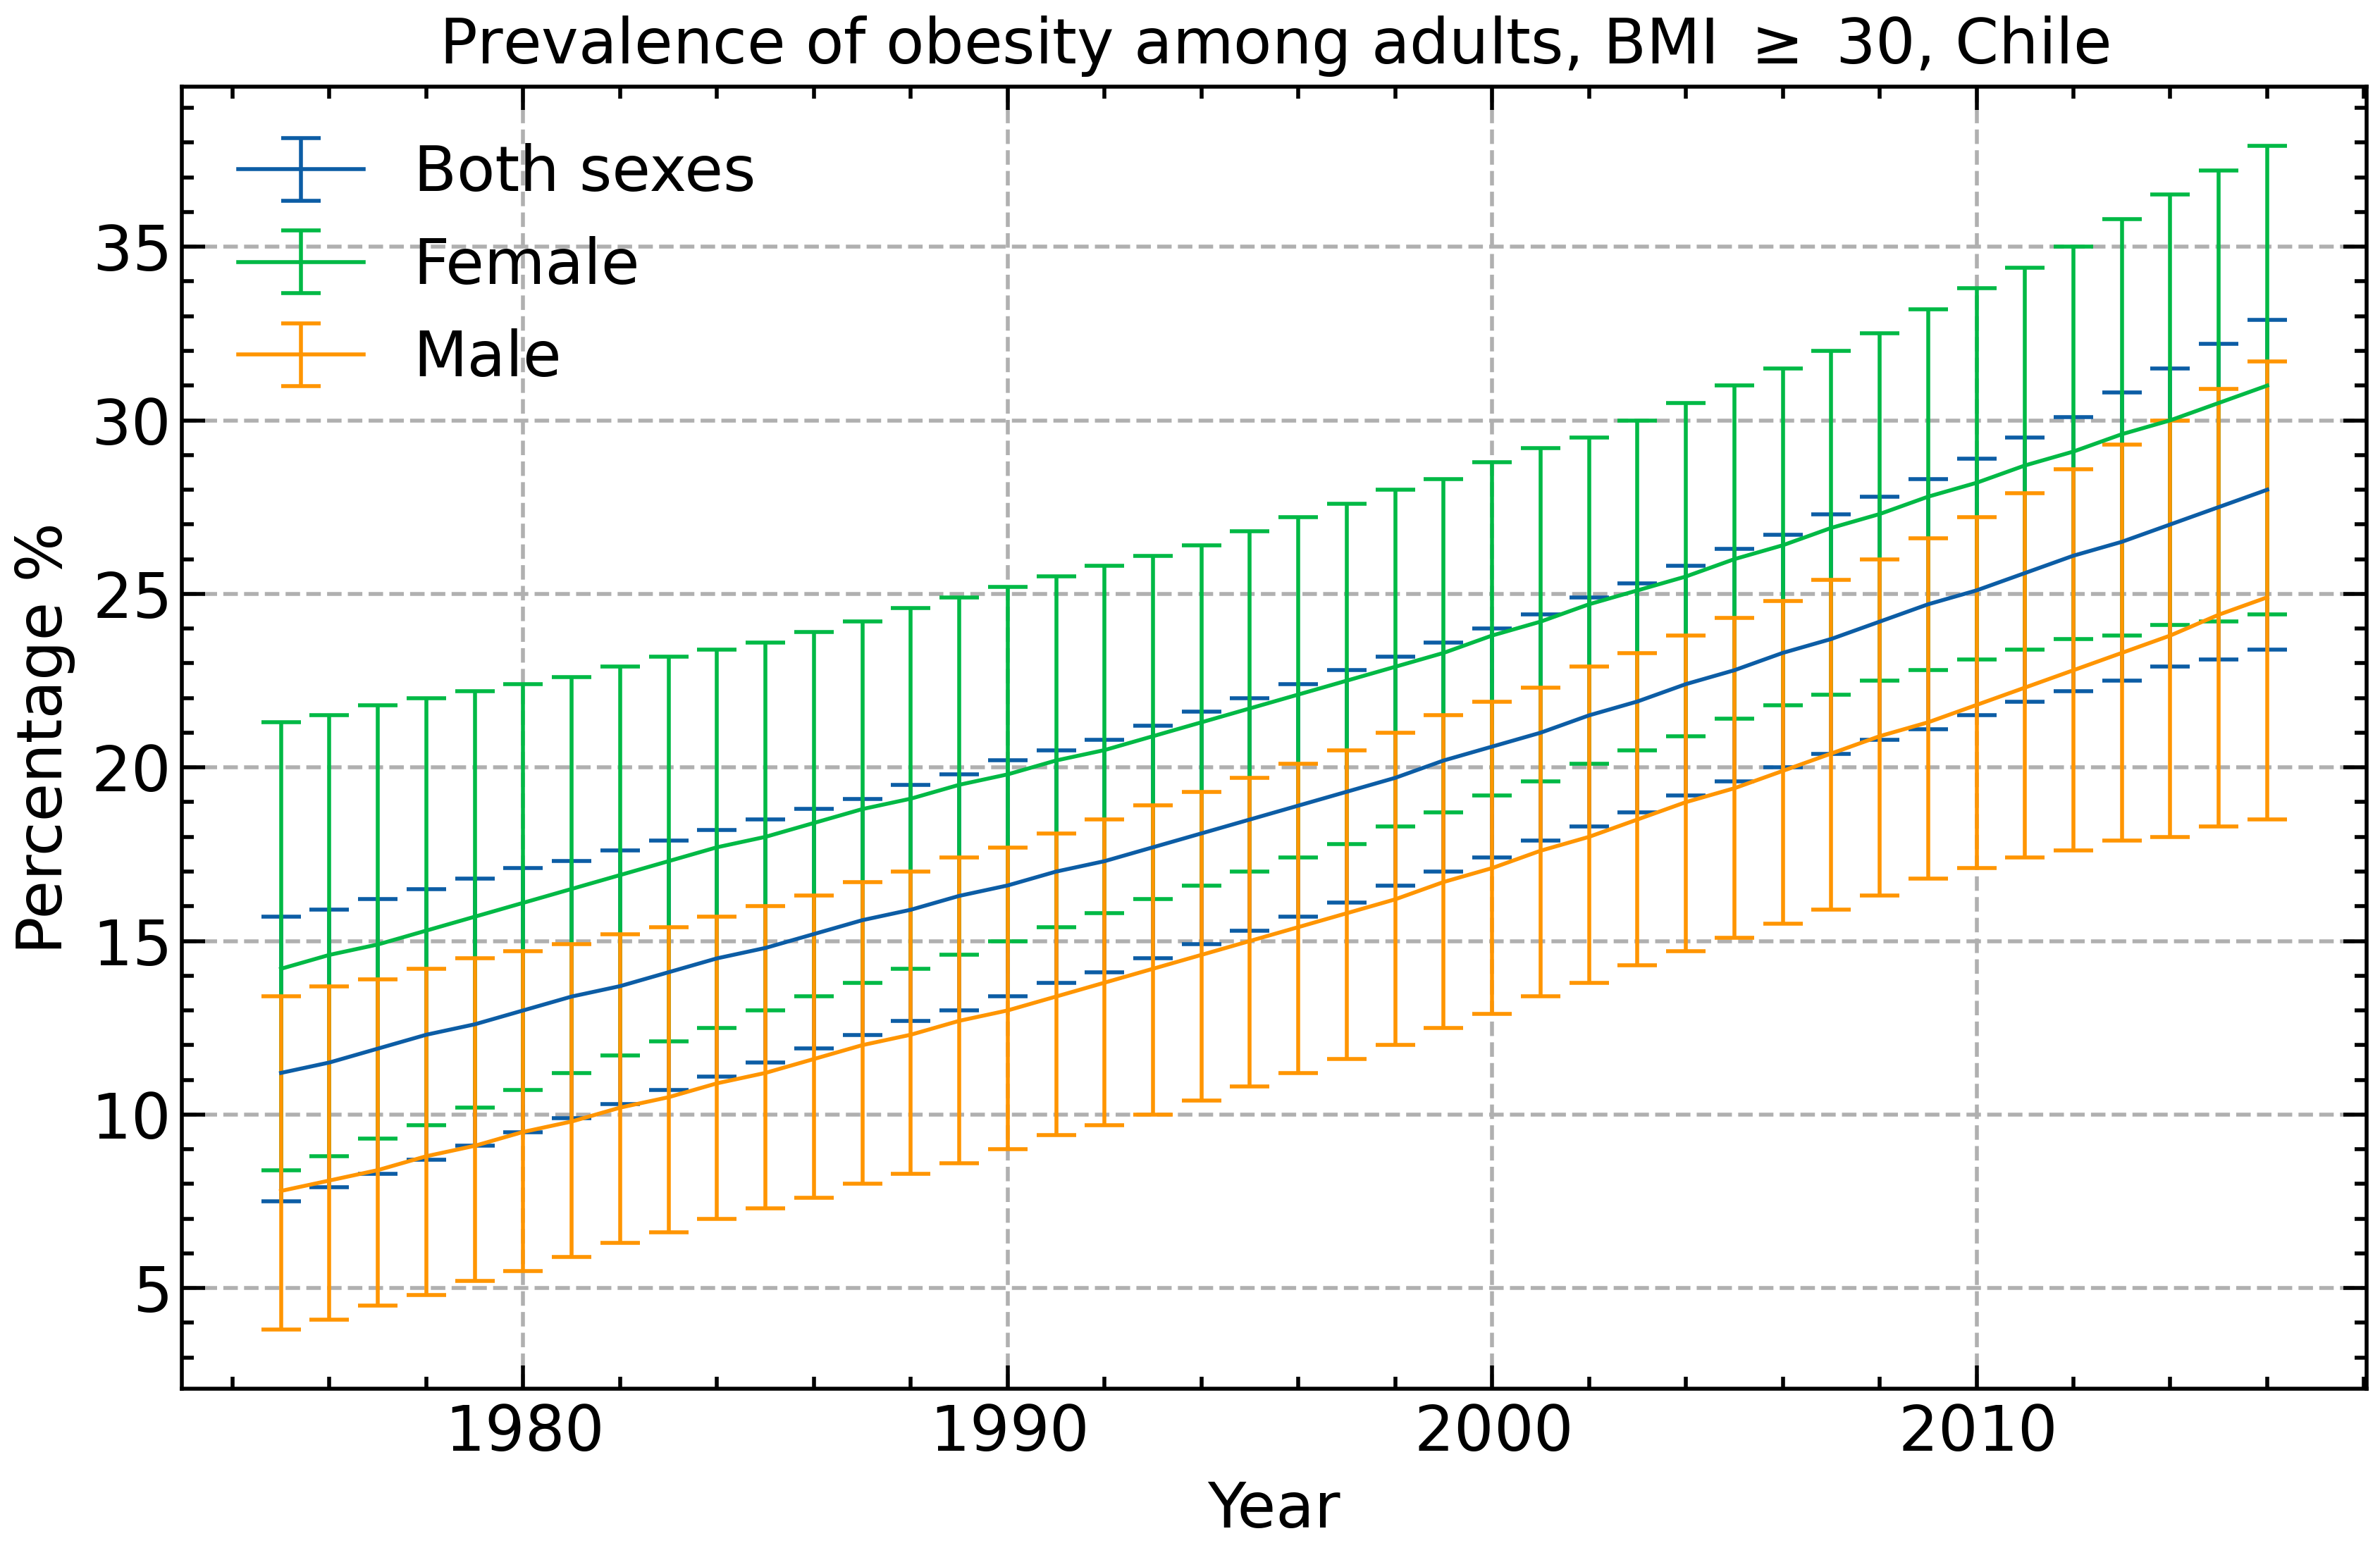 Prevalence of obesity among adults, BMI ≥ 30, Chile
Both sexes
Female
Male
35
30
25
20
15
10
5
Percentage %
1980 1990 2000 2010
Year